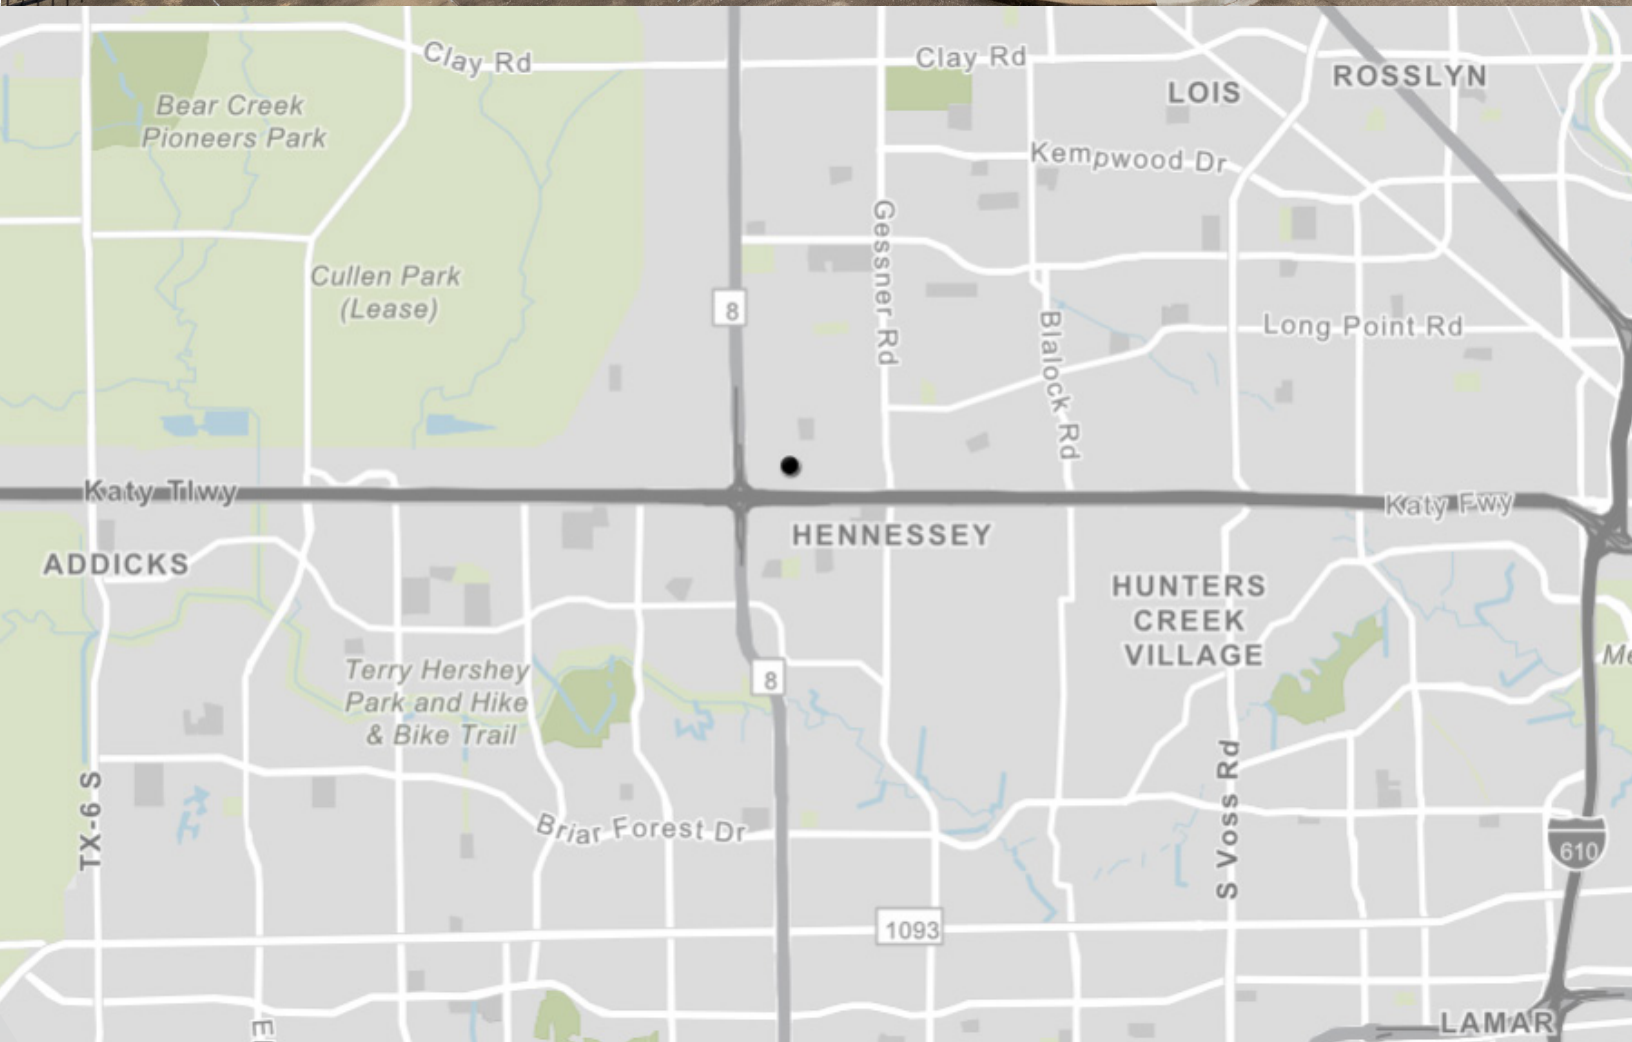 Clay Rd
Clay Rd
ROSSLYN
LOIS
Bear Creek
Pioneers Park
Kempwood Dr
Gessner Rd
Cullen Park
(Lease)
8
Long Point Rd
Blalock Rd
Katy Tlwy
Katy Fwy
HENNESSEY
ADDICKS
HUNTERS
CREEK
VILLAGE
Terry Hershey
Park and Hike
& Bike Trail
8
Me
TX-6 S
S Voss Rd
Briar Forest Dr
610
1093
LAMAR